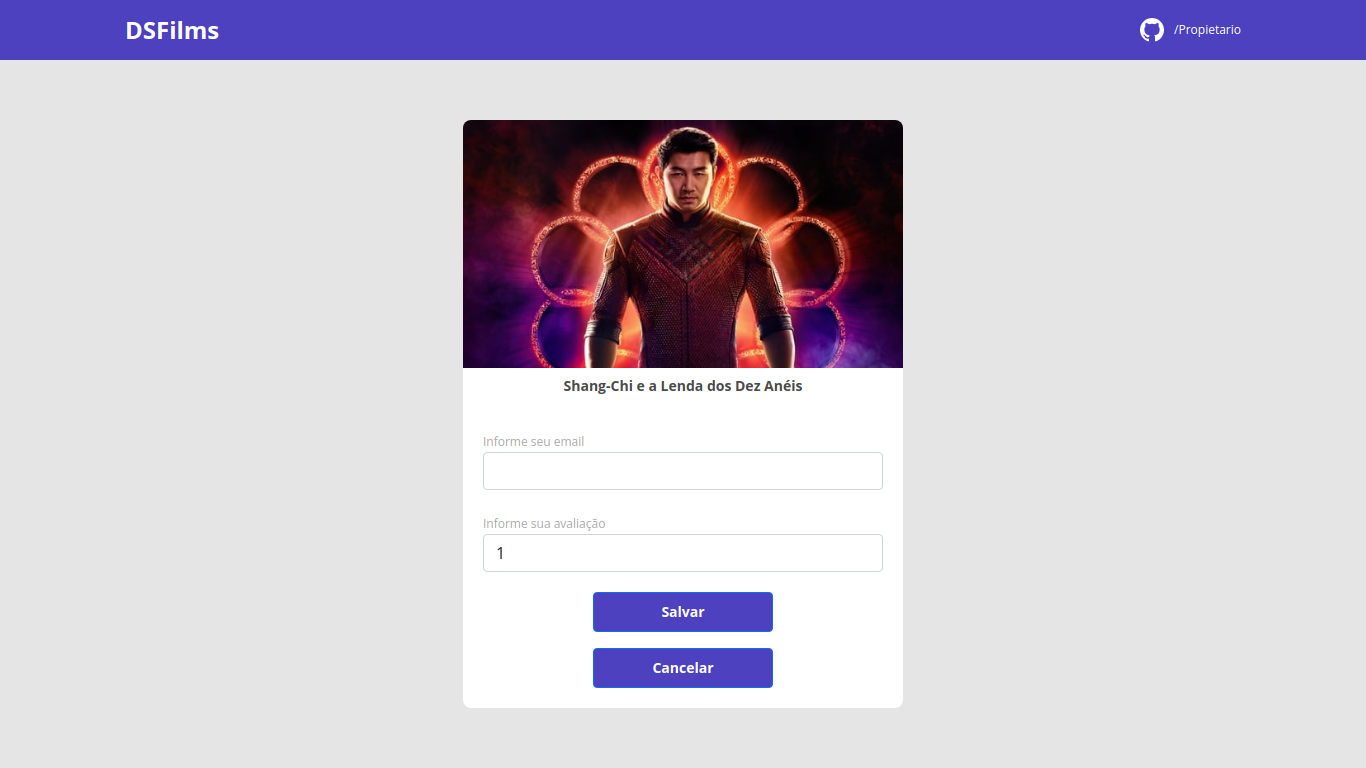 DSFilms
/Propietario
Shang-Chi e a Lenda dos Dez Anéis
Informe seu email
Informe sua avaliação
1
Salvar
Cancelar